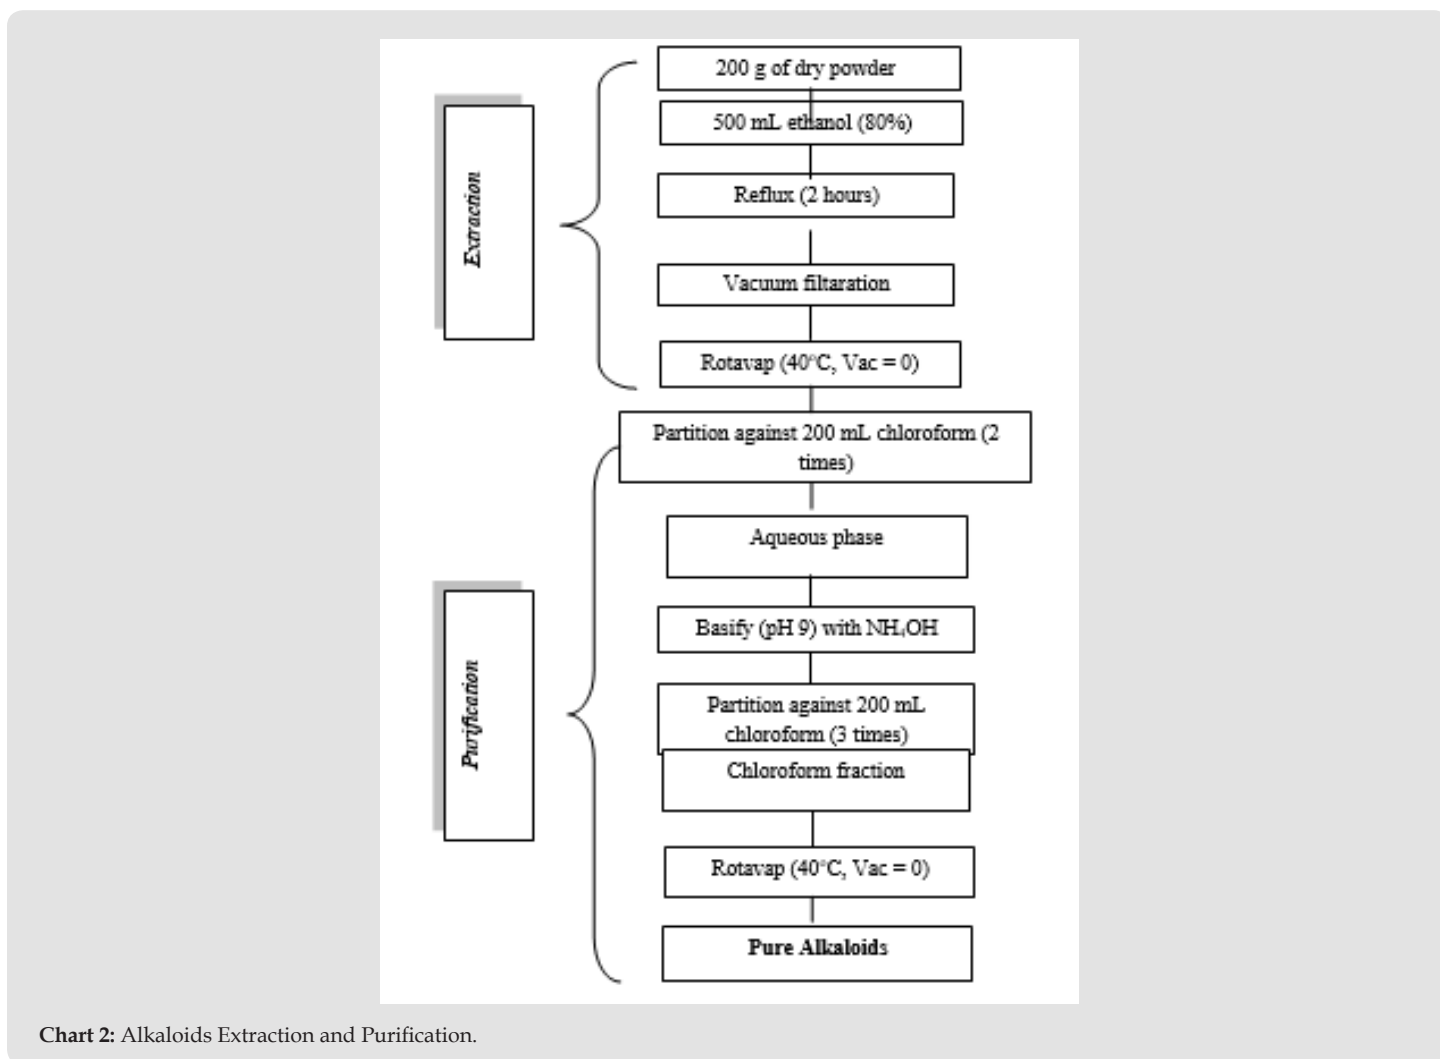 200 g of dry powder
500 mL ethanol (80%)
Reflux (2 hours)
Extraction
Vacuum filtaration
Rotavap (40°C, Vac = 0)
Partition against 200 mL chloroform (2
times)
Aqueous phase
Basify (pH 9) with NH₄OH
Purification
Partition against 200 mL
chloroform (3 times)
Chloroform fraction
Rotavap (40°C, Vac = 0)
Pure Alkaloids
Chart 2: Alkaloids Extraction and Purification.